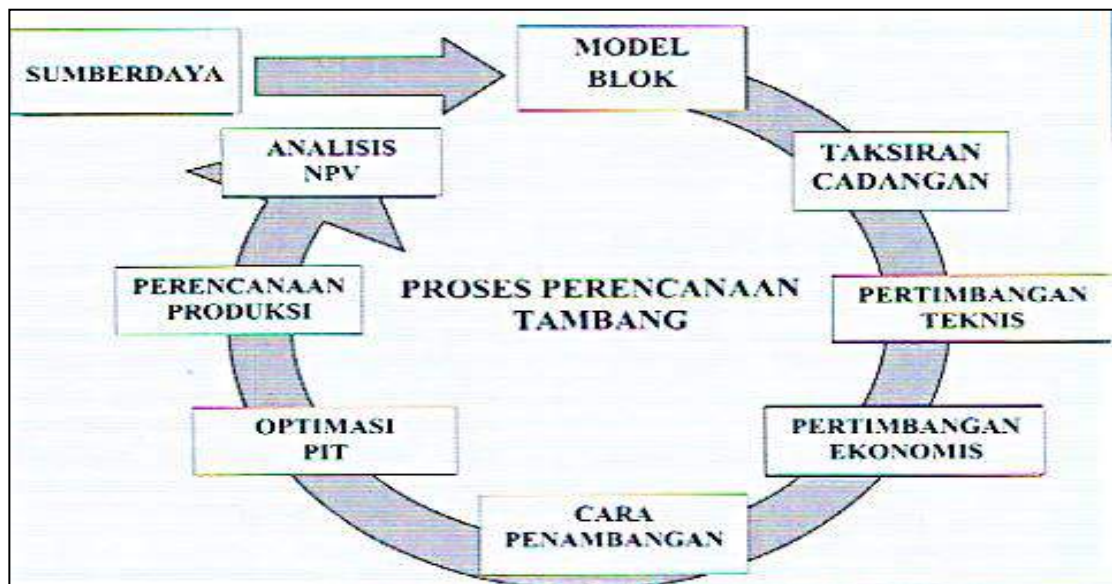 SUMBERDAYA
MODEL
BLOK
TAKSIRAN
CADANGAN
PERTIMBANGAN
TEKNIS
PERTIMBANGAN
EKONOMIS
CARA
PENAMBANGAN
OPTIMASI
PIT
PERENCANAAN
PRODUKSI
ANALISIS
NPV
PROSES PERENCANAAN
TAMBANG